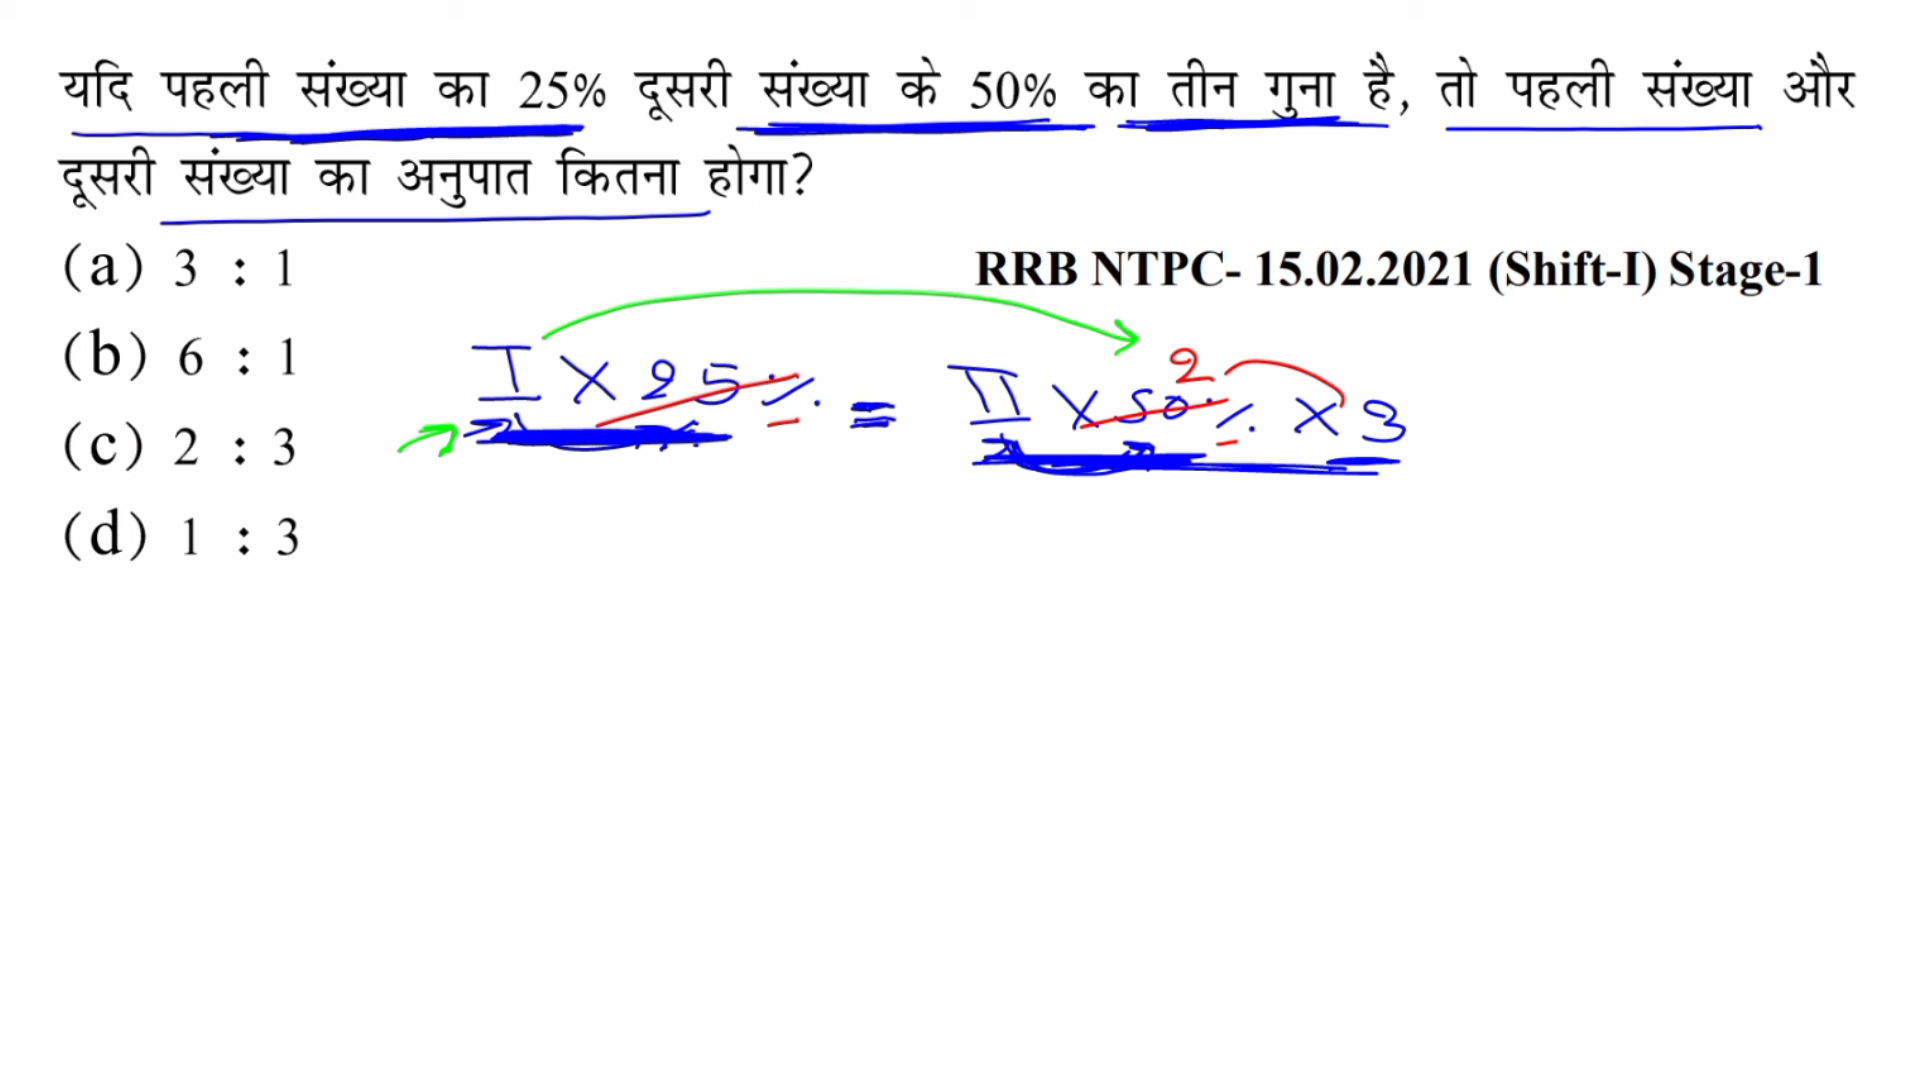 यदि पहली संख्या का 25% दूसरी संख्या के 50% का तीन गुना है, तो पहली संख्या और
दूसरी संख्या का अनुपात कितना होगा?
(a) 3 : 1
RRB NTPC- 15.02.2021 (Shift-I) Stage-1
(b) 6 : 1
2
I × 25% = II × 50% × 3
(c) 2 : 3
(d) 1 : 3